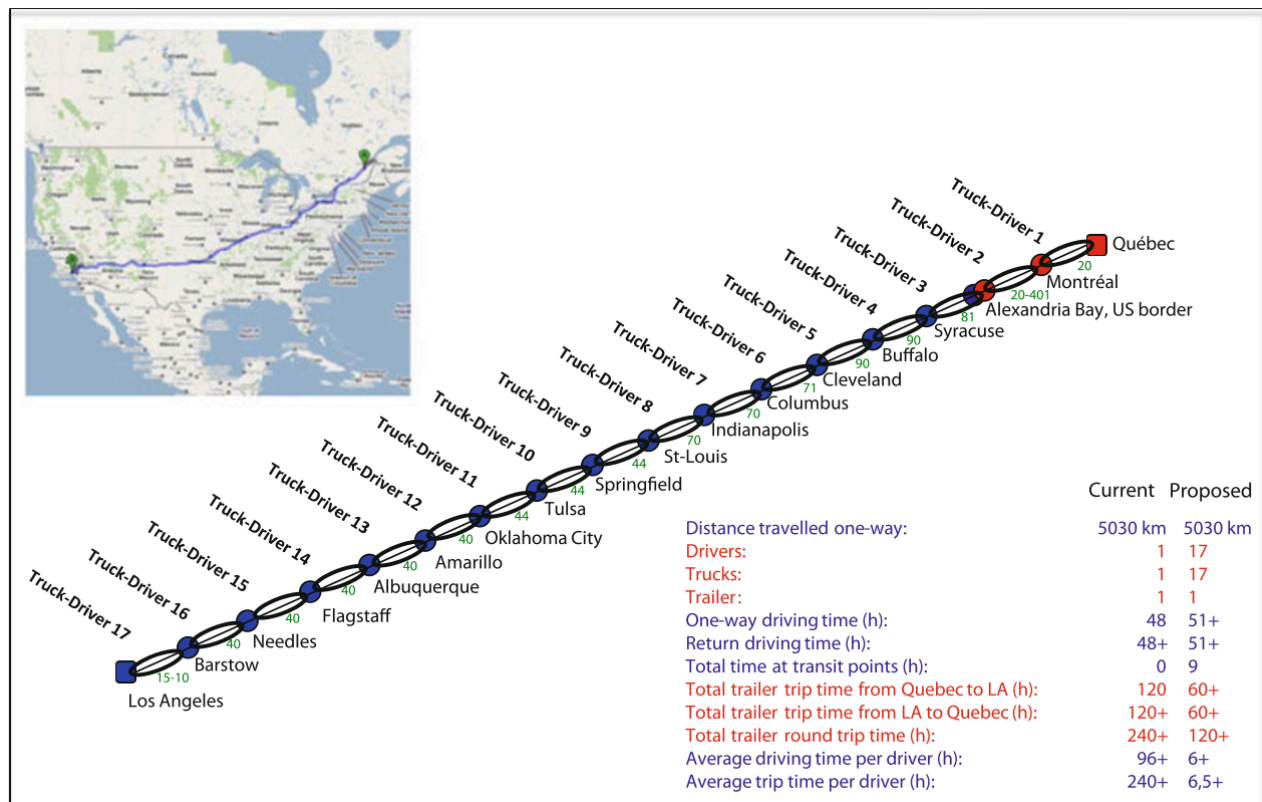 Truck-Driver 1
Truck-Driver 2
Truck-Driver 3
Truck-Driver 4
Truck-Driver 5
Truck-Driver 6
Truck-Driver 7
Truck-Driver 8
Truck-Driver 9
Truck-Driver 10
Truck-Driver 11
Truck-Driver 12
Truck-Driver 13
Truck-Driver 14
Truck-Driver 15
Truck-Driver 16
Truck-Driver 17
Québec
20
Montréal
20-401
Alexandria Bay, US border
81
Syracuse
90
Buffalo
90
Cleveland
71
Columbus
70
Indianapolis
70
St-Louis
44
Springfield
44
Tulsa
44
Oklahoma City
40
Amarillo
40
Albuquerque
40
Flagstaff
40
Needles
40
Barstow
15-10
Los Angeles
Current Proposed
Distance travelled one-way: 5030 km 5030 km
Drivers: 1 17
Trucks: 1 17
Trailer: 1 1
One-way driving time (h): 48 51+
Return driving time (h): 48+ 51+
Total time at transit points (h): 0 9
Total trailer trip time from Quebec to LA (h): 120 60+
Total trailer trip time from LA to Quebec (h): 120+ 60+
Total trailer round trip time (h): 240+ 120+
Average driving time per driver (h): 96+ 6+
Average trip time per driver (h): 240+ 6,5+